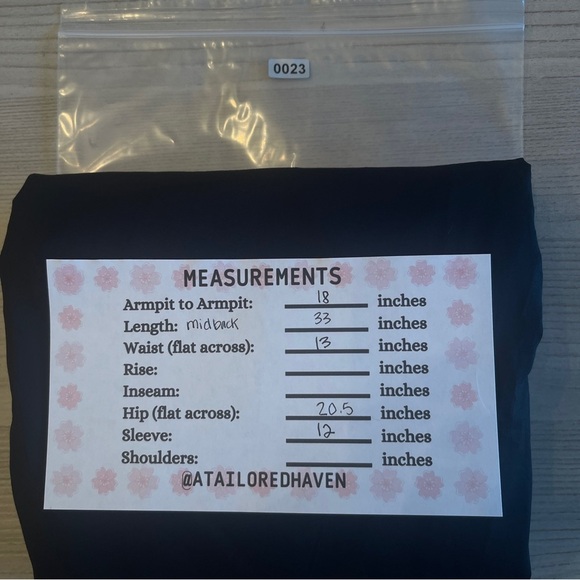 0023
MEASUREMENTS
Armpit to Armpit: 18 inches
Length: midback 33 inches
Waist (flat across): 13 inches
Rise: inches
Inseam: inches
Hip (flat across): 20.5 inches
Sleeve: 12 inches
Shoulders: inches
@ATAILOREDHAVEN